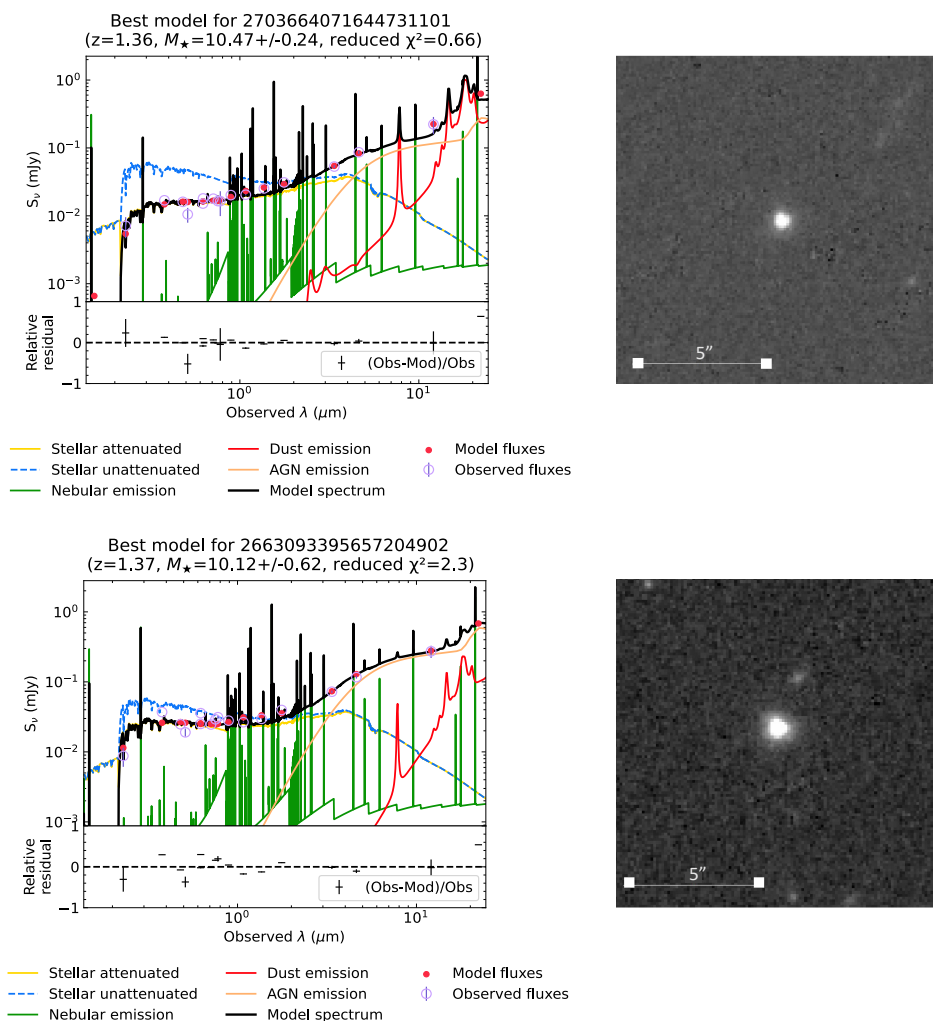 Best model for 2703664071644731101
(z=1.36, M★=10.47+/-0.24, reduced χ²=0.66)
10⁰
10⁻¹
10⁻²
10⁻³
Sν (mJy)
1
0
−1
Relative
residual
(Obs-Mod)/Obs
10⁰
10¹
Observed λ (μm)
Stellar attenuated
Stellar unattenuated
Nebular emission
Dust emission
AGN emission
Model spectrum
Model fluxes
Observed fluxes
5”
Best model for 2663093395657204902
(z=1.37, M★=10.12+/-0.62, reduced χ²=2.3)
10⁰
10⁻¹
10⁻²
10⁻³
Sν (mJy)
1
0
−1
Relative
residual
(Obs-Mod)/Obs
10⁰
10¹
Observed λ (μm)
Stellar attenuated
Stellar unattenuated
Nebular emission
Dust emission
AGN emission
Model spectrum
Model fluxes
Observed fluxes
5”